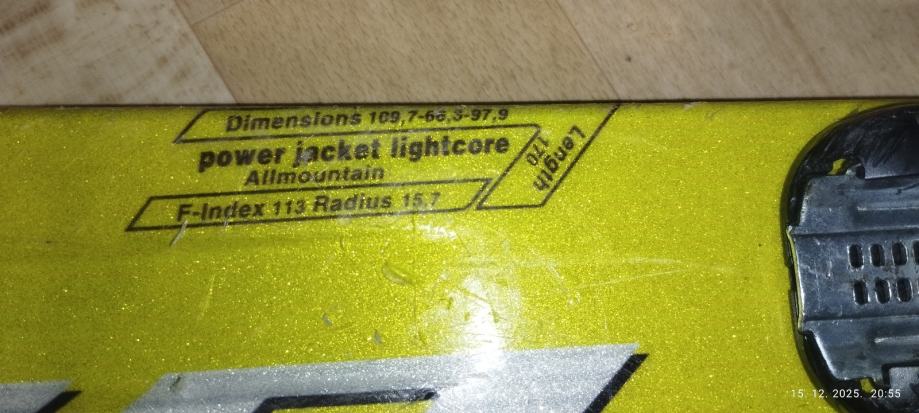 Dimensions 109,7-66,3-97,9
power jacket lightcore
Allmountain
F-Index 113 Radius 15,7
Length
170
15. 12. 2025. 20:55